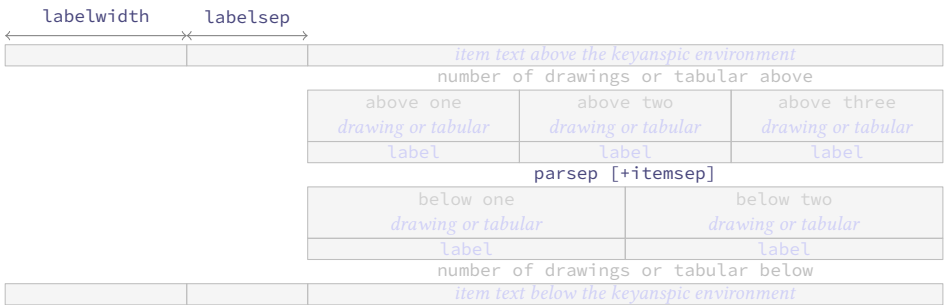 labelwidth labelsep
item text above the keyanspic environment
number of drawings or tabular above
above one above two above three
drawing or tabular drawing or tabular drawing or tabular
label label label
parsep [+itemsep]
below one below two
drawing or tabular drawing or tabular
label label
number of drawings or tabular below
item text below the keyanspic environment